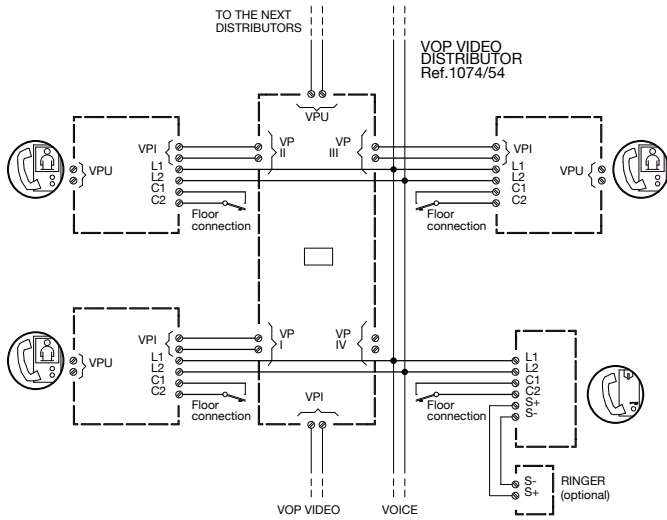 TO THE NEXT
DISTRIBUTORS
VOP VIDEO
DISTRIBUTOR
Ref.1074/54
VPU
VPI
VP
II
VP
III
VPI
L1
L2
C1
C2
VPU
Floor
connection
L1
L2
C1
C2
VPU
Floor
connection
VPI
VP
I
VP
IV
L1
L2
C1
C2
VPU
Floor
connection
VPI
L1
L2
C1
C2
S+
S-
Floor
connection
S-
S+
RINGER
(optional)
VOP VIDEO
VOICE